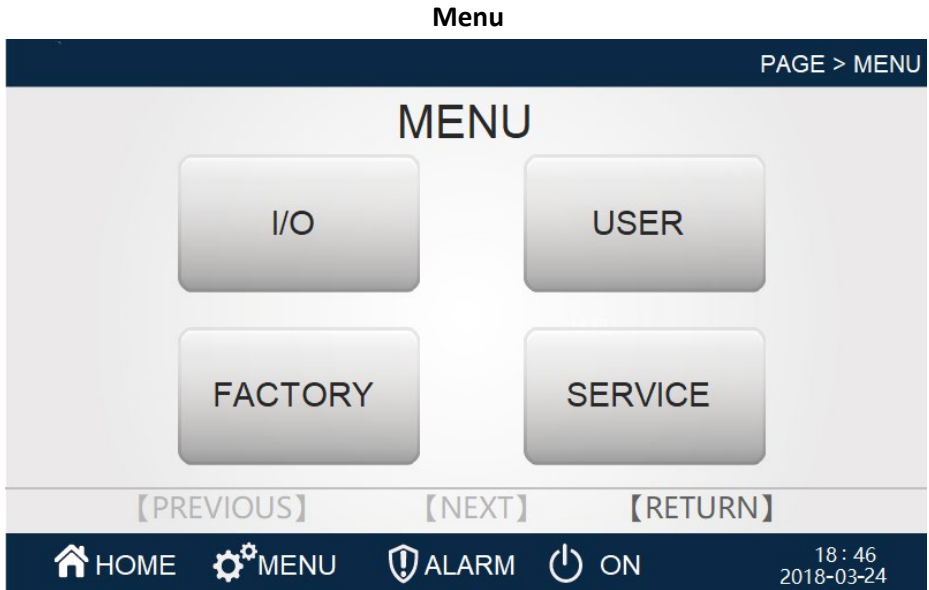 Menu
PAGE > MENU
MENU
I/O USER
FACTORY SERVICE
【PREVIOUS】 【NEXT】 【RETURN】
HOME MENU ALARM ON 18:46
2018-03-24